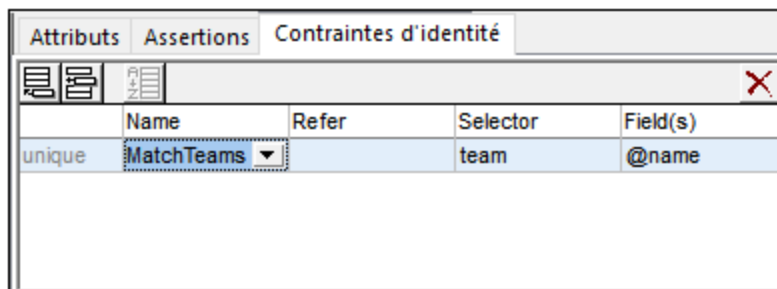 Attributs Assertions Contraintes d'identité
Name Refer Selector Field(s)
unique MatchTeams team @name